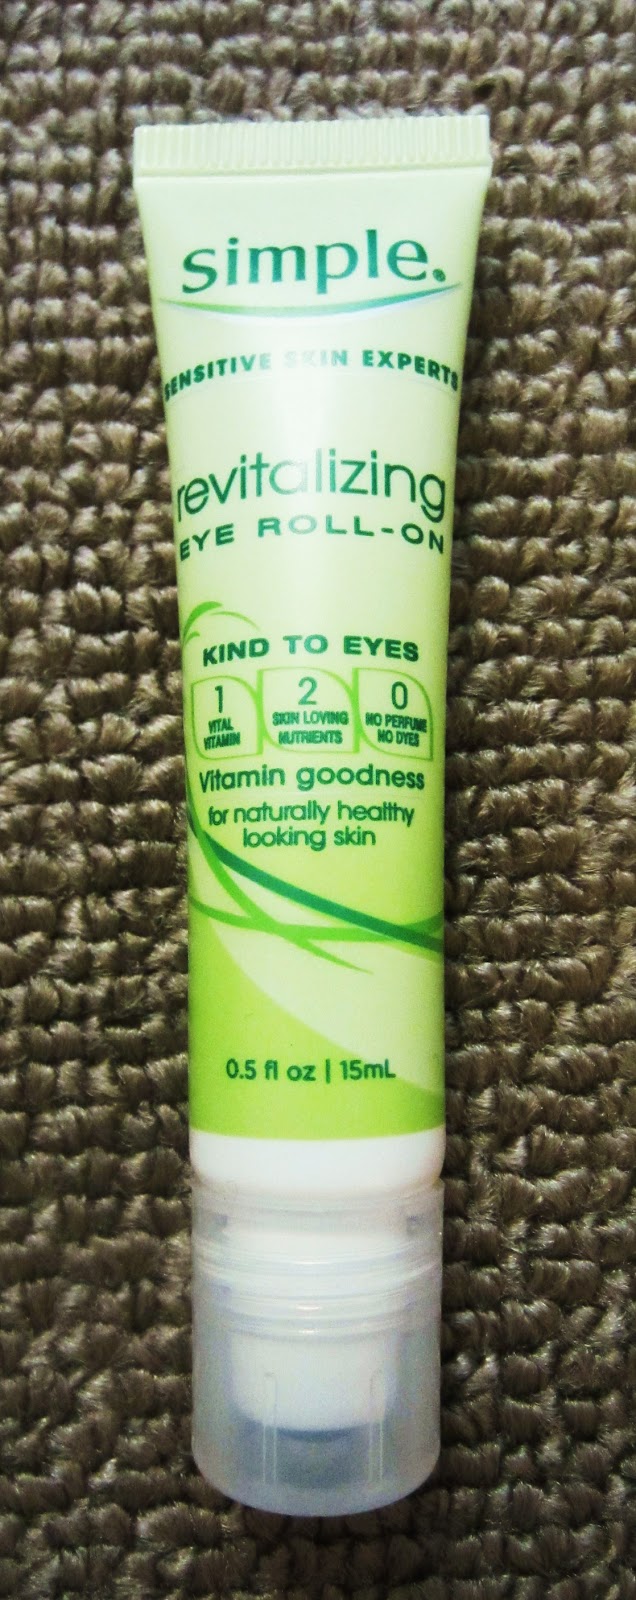 simple®
SENSITIVE SKIN EXPERTS
revitalizing
EYE ROLL-ON
KIND TO EYES
1
VITAL
VITAMIN
2
SKIN LOVING
NUTRIENTS
0
NO PERFUME
NO DYES
Vitamin goodness
for naturally healthy
looking skin
0.5 fl oz | 15mL